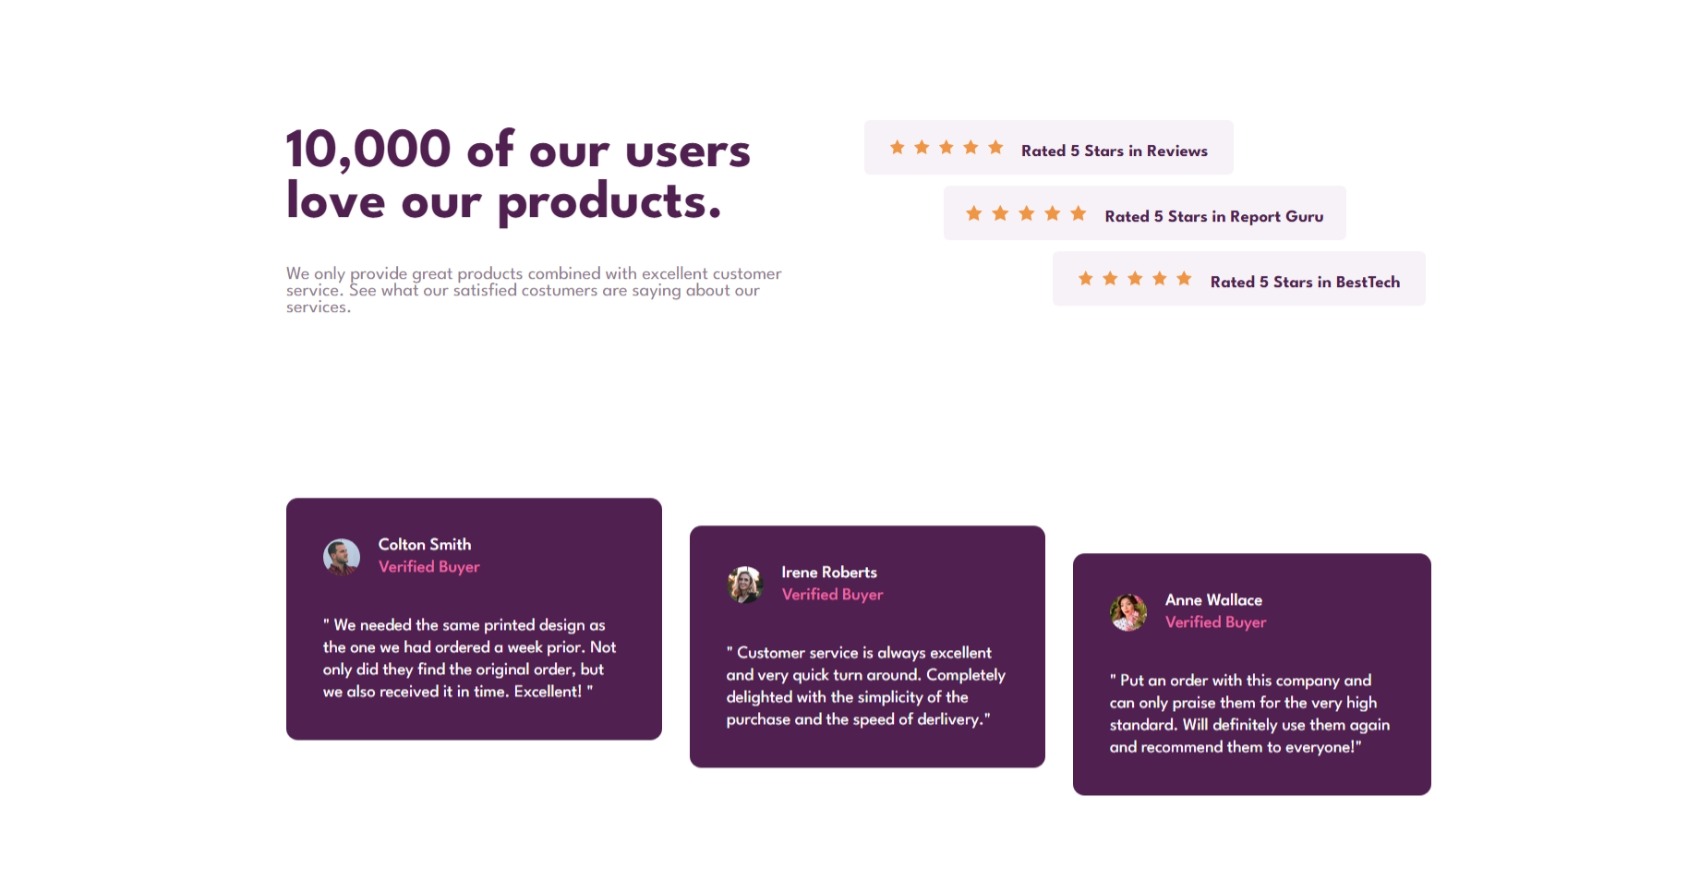 10,000 of our users
love our products.
We only provide great products combined with excellent customer
service. See what our satisfied costumers are saying about our
services.
Rated 5 Stars in Reviews
Rated 5 Stars in Report Guru
Rated 5 Stars in BestTech
Colton Smith
Verified Buyer
" We needed the same printed design as
the one we had ordered a week prior. Not
only did they find the original order, but
we also received it in time. Excellent! "
Irene Roberts
Verified Buyer
" Customer service is always excellent
and very quick turn around. Completely
delighted with the simplicity of the
purchase and the speed of derlivery."
Anne Wallace
Verified Buyer
" Put an order with this company and
can only praise them for the very high
standard. Will definitely use them again
and recommend them to everyone!"